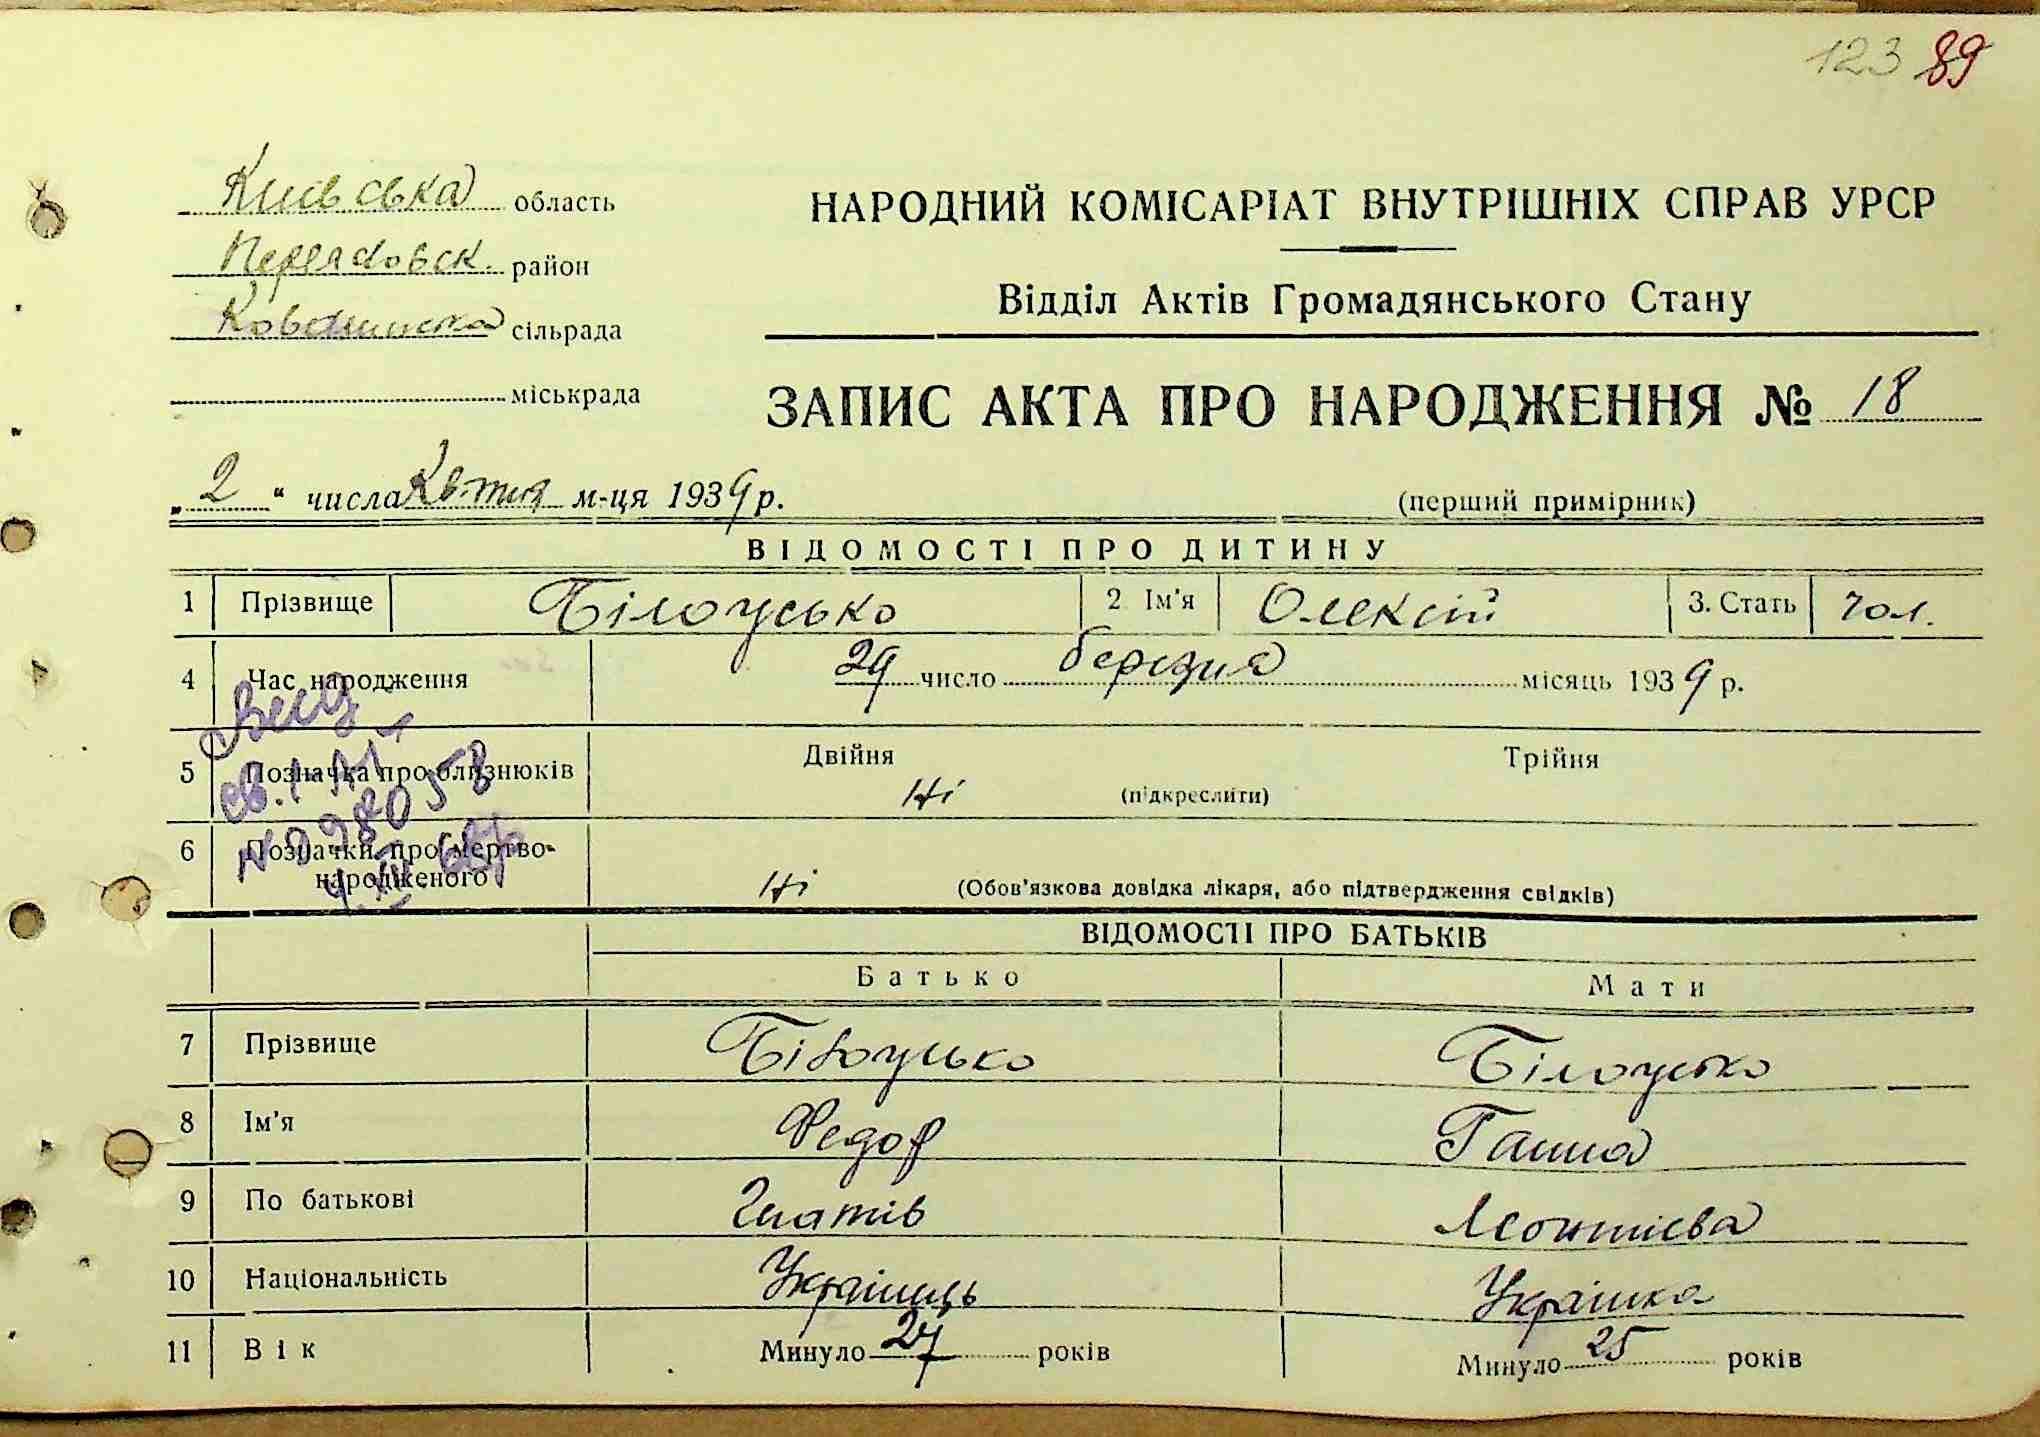 123 89
Київська область
Переясловск. район
Ковалинська сільрада
міськрада
НАРОДНИЙ КОМІСАРІАТ ВНУТРІШНІХ СПРАВ УРСР
Відділ Актів Громадянського Стану
ЗАПИС АКТА ПРО НАРОДЖЕННЯ № 18
„2“ числа Кв-тня м-ця 1939 р.
(перший примірник)
ВІДОМОСТІ ПРО ДИТИНУ
1 Прізвище Білоусько 2 Ім'я Олексій 3. Стать чол.
4 Час народження 29 число березня місяць 1939 р.
5 Позначка про близнюків Двійня Ні (підкреслити) Трійня
6 Позначки про мертво-
народженого Ні (Обов'язкова довідка лікаря, або підтвердження свідків)
ВІДОМОСТІ ПРО БАТЬКІВ
Батько Мати
7 Прізвище Білоусько Білоусько
8 Ім'я Федор Ганна
9 По батькові Гнатів Леонтієва
10 Національність Українець Українка
11 Вік Минуло 27 років Минуло 25 років